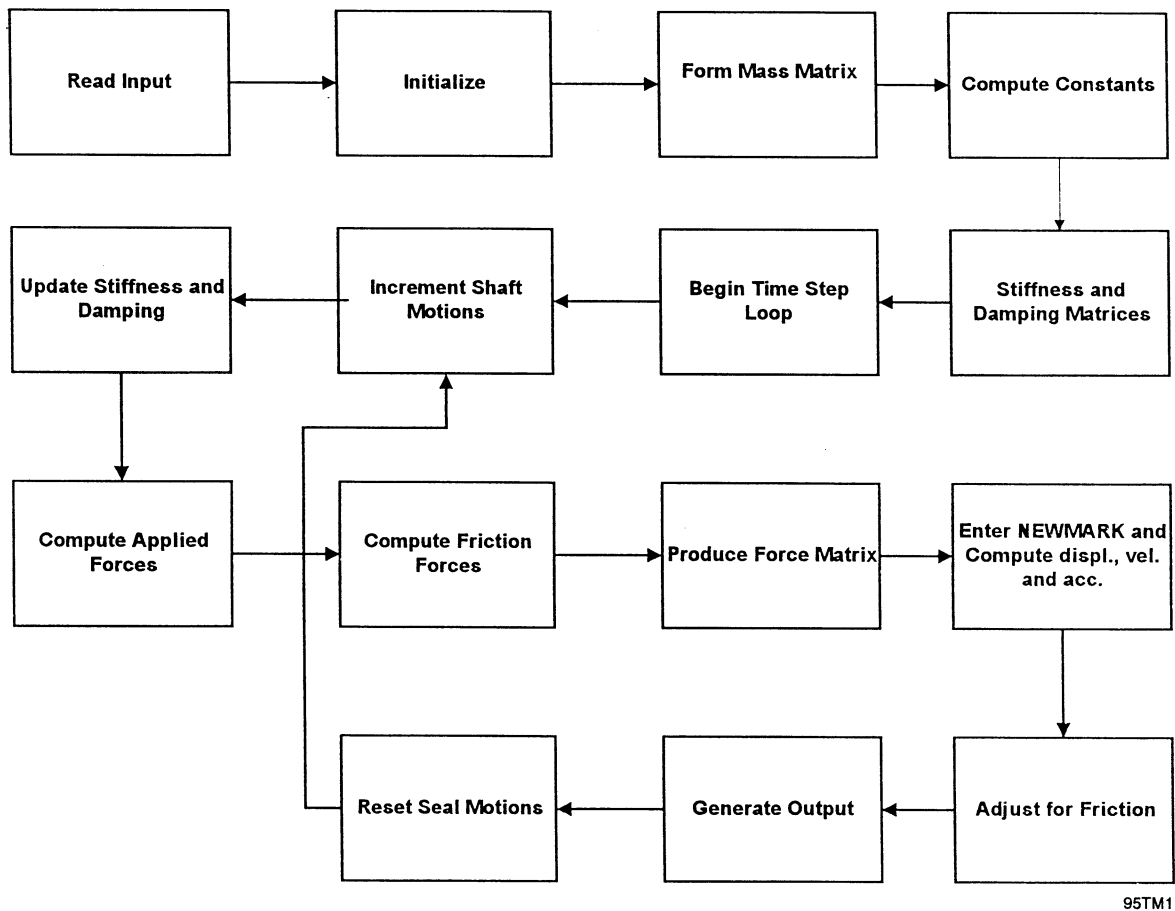 Read Input
Initialize
Form Mass Matrix
Compute Constants
Update Stiffness and
Damping
Increment Shaft
Motions
Begin Time Step
Loop
Stiffness and
Damping Matrices
Compute Applied
Forces
Compute Friction
Forces
Produce Force Matrix
Enter NEWMARK and
Compute displ., vel.
and acc.
Reset Seal Motions
Generate Output
Adjust for Friction
95TM1